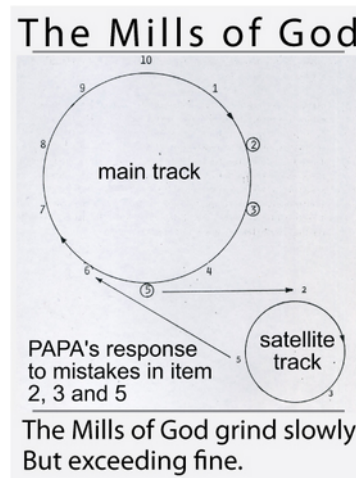 The Mills of God
10
9
1
8
②
main track
7
③
6
4
⑤
2
PAPA's response
to mistakes in item
2, 3 and 5
satellite
track
5
3
The Mills of God grind slowly
But exceeding fine.